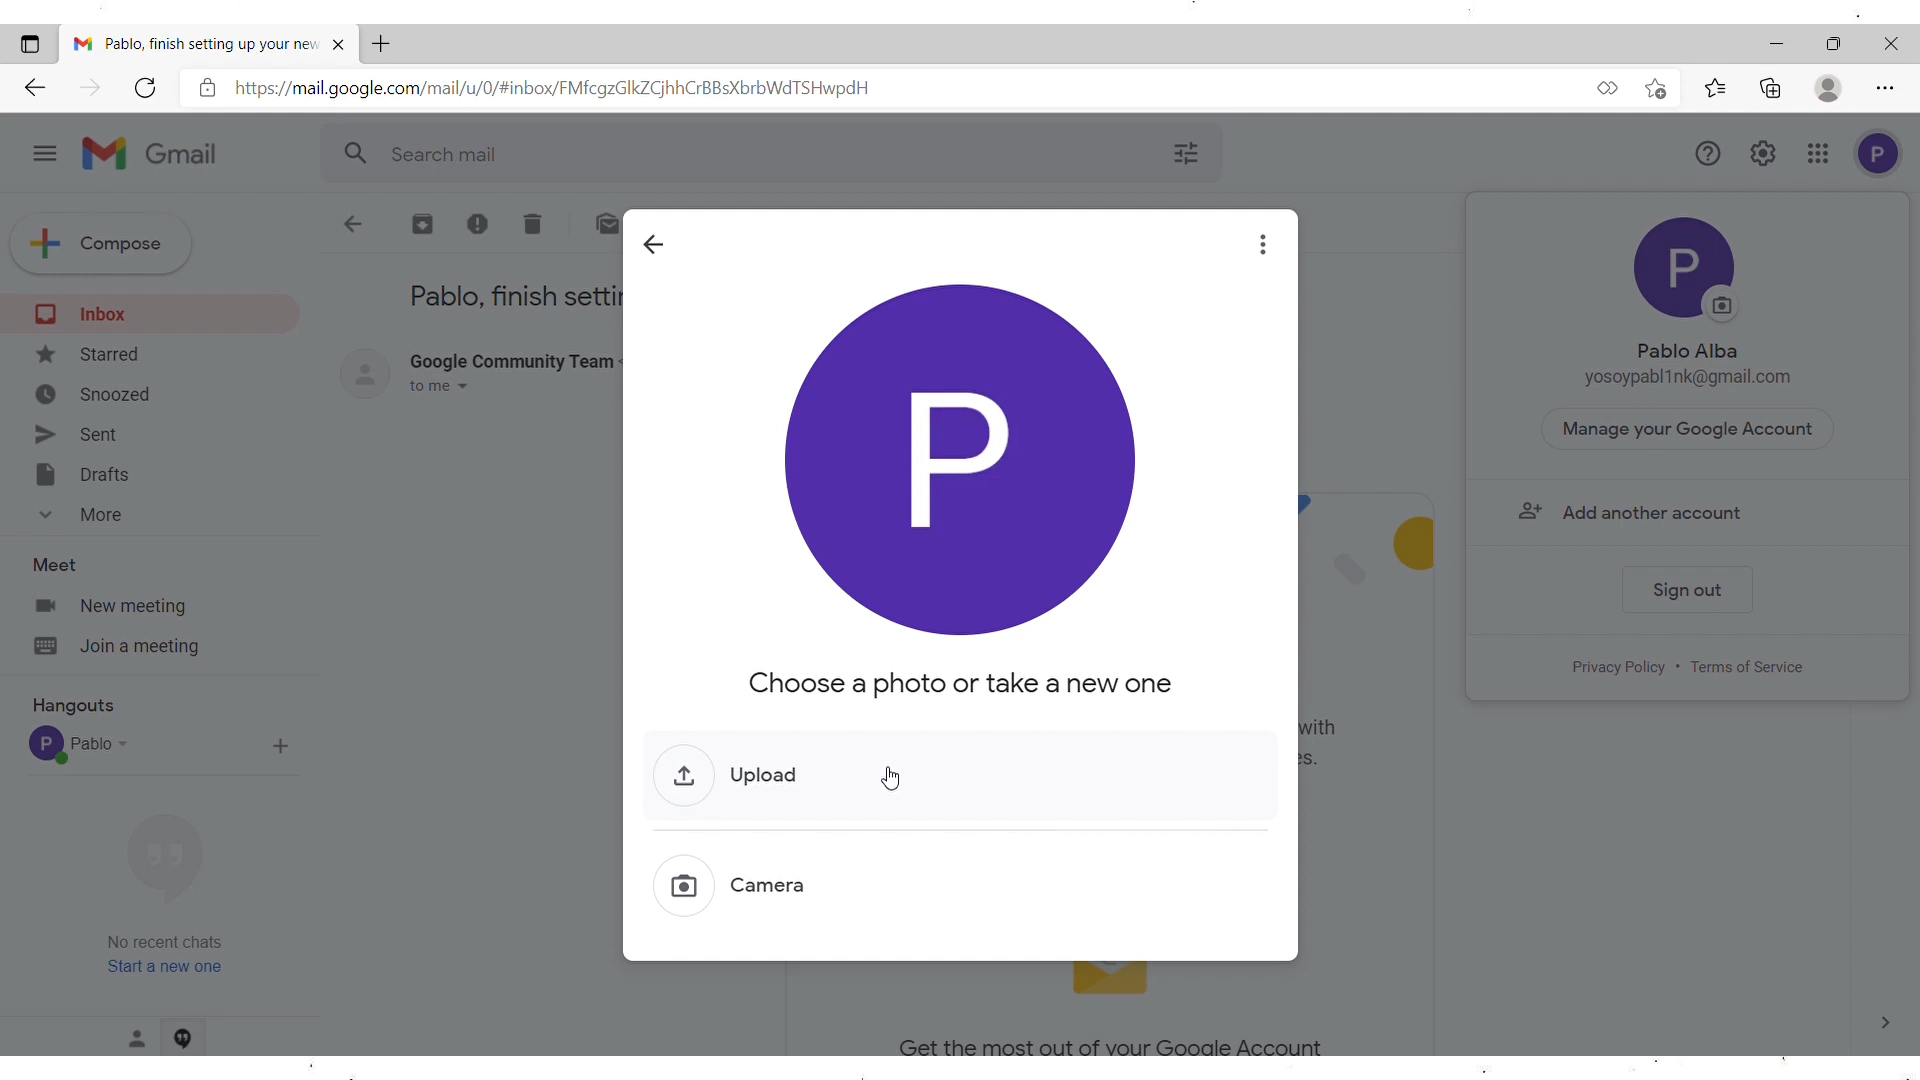 Pablo, finish setting up your new
https://mail.google.com/mail/u/0/#inbox/FMfcgzGlkZCjhhCrBBsXbrbWdTSHwpdH
Gmail
Search mail
P
Compose
Inbox
Starred
Snoozed
Sent
Drafts
More
Meet
New meeting
Join a meeting
Hangouts
P Pablo
No recent chats
Start a new one
Pablo, finish settin
Google Community Team <
to me
P
Choose a photo or take a new one
Upload
Camera
with
es.
Get the most out of your Google Account
P
Pablo Alba
yosoypabl1nk@gmail.com
Manage your Google Account
Add another account
Sign out
Privacy Policy • Terms of Service